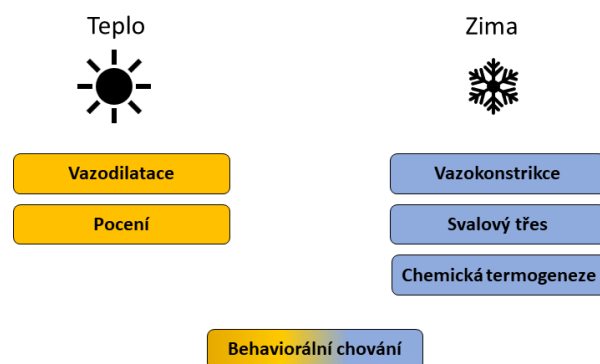 Teplo
Zima
Vazodilatace
Vazokonstrikce
Pocení
Svalový třes
Chemická termogeneze
Behaviorální chování